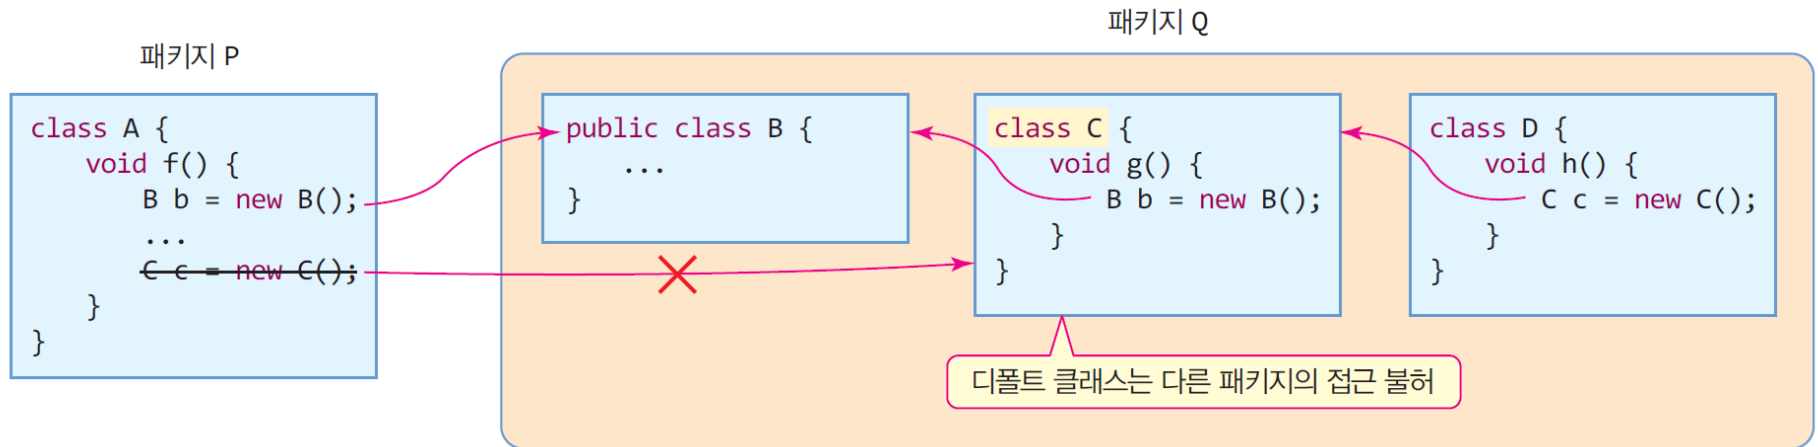 패키지 P
class A {
void f() {
B b = new B();
...
C c = new C();
}
}
패키지 Q
public class B {
...
}
class C {
void g() {
B b = new B();
}
}
class D {
void h() {
C c = new C();
}
}
디폴트 클래스는 다른 패키지의 접근 불허